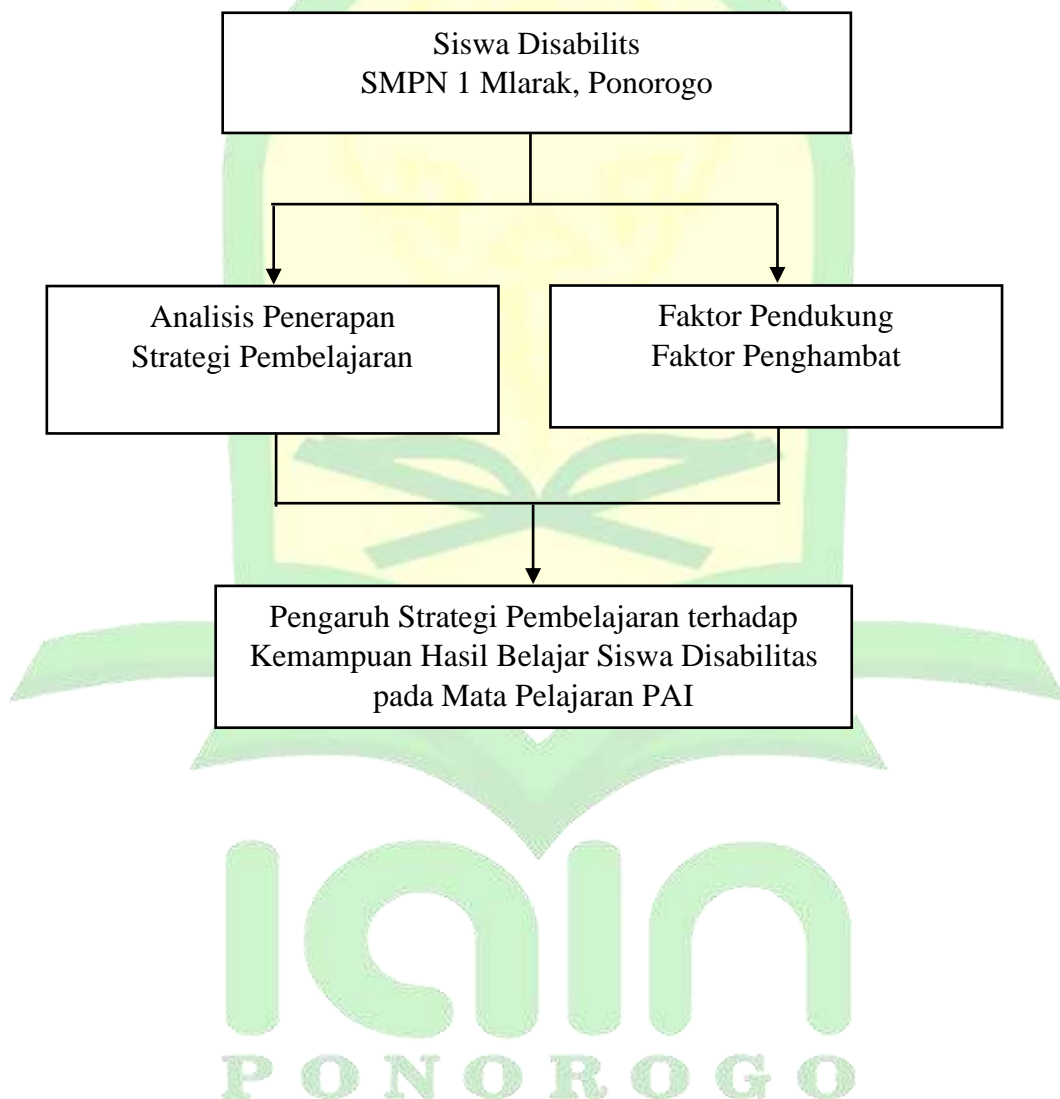 Siswa Disabilits
SMPN 1 Mlarak, Ponorogo
Analisis Penerapan
Strategi Pembelajaran
Faktor Pendukung
Faktor Penghambat
Pengaruh Strategi Pembelajaran terhadap
Kemampuan Hasil Belajar Siswa Disabilitas
pada Mata Pelajaran PAI
iain
PONOROGO